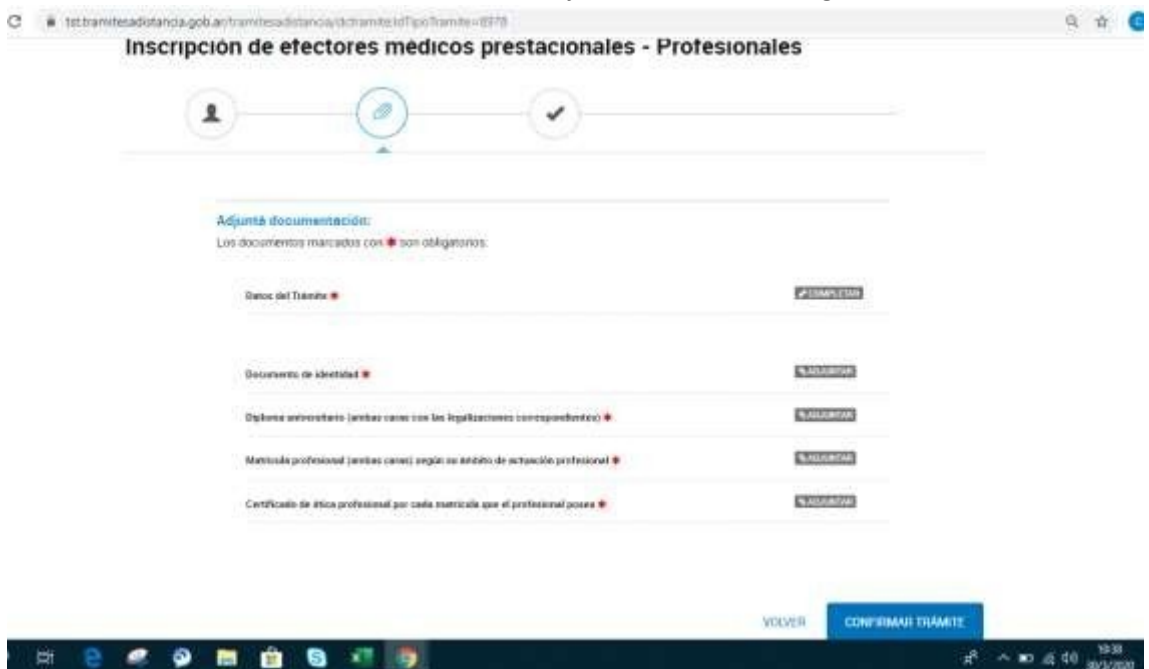 tst.tramitesadistancia.gob.ar/tramitesadistancia/
Inscripción de efectores médicos prestacionales - Profesionales
Adjuntá documentación:
Los documentos marcados con * son obligatorios.
Datos del Trámite * COMPLETAR
Documento de identidad * ADJUNTAR
Diploma universitario (ambas caras con las legalizaciones correspondientes) * ADJUNTAR
Matrícula profesional (ambas caras) según su ámbito de actuación profesional * ADJUNTAR
Certificado de ética profesional por cada matrícula que el profesional posea * ADJUNTAR
VOLVER CONFIRMAR TRÁMITE